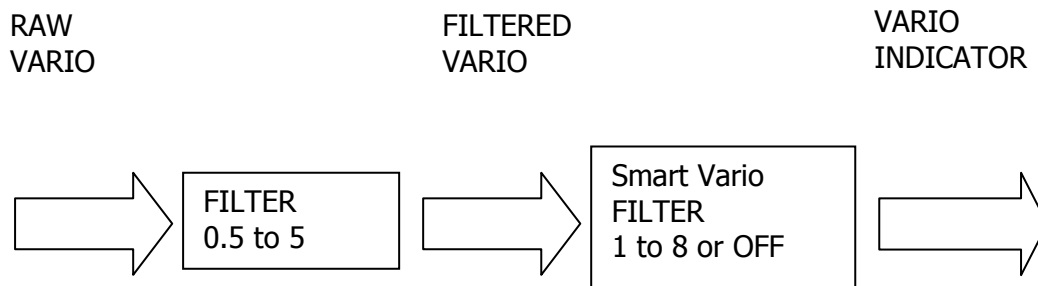 RAW
VARIO
FILTERED
VARIO
VARIO
INDICATOR
FILTER
0.5 to 5
Smart Vario
FILTER
1 to 8 or OFF